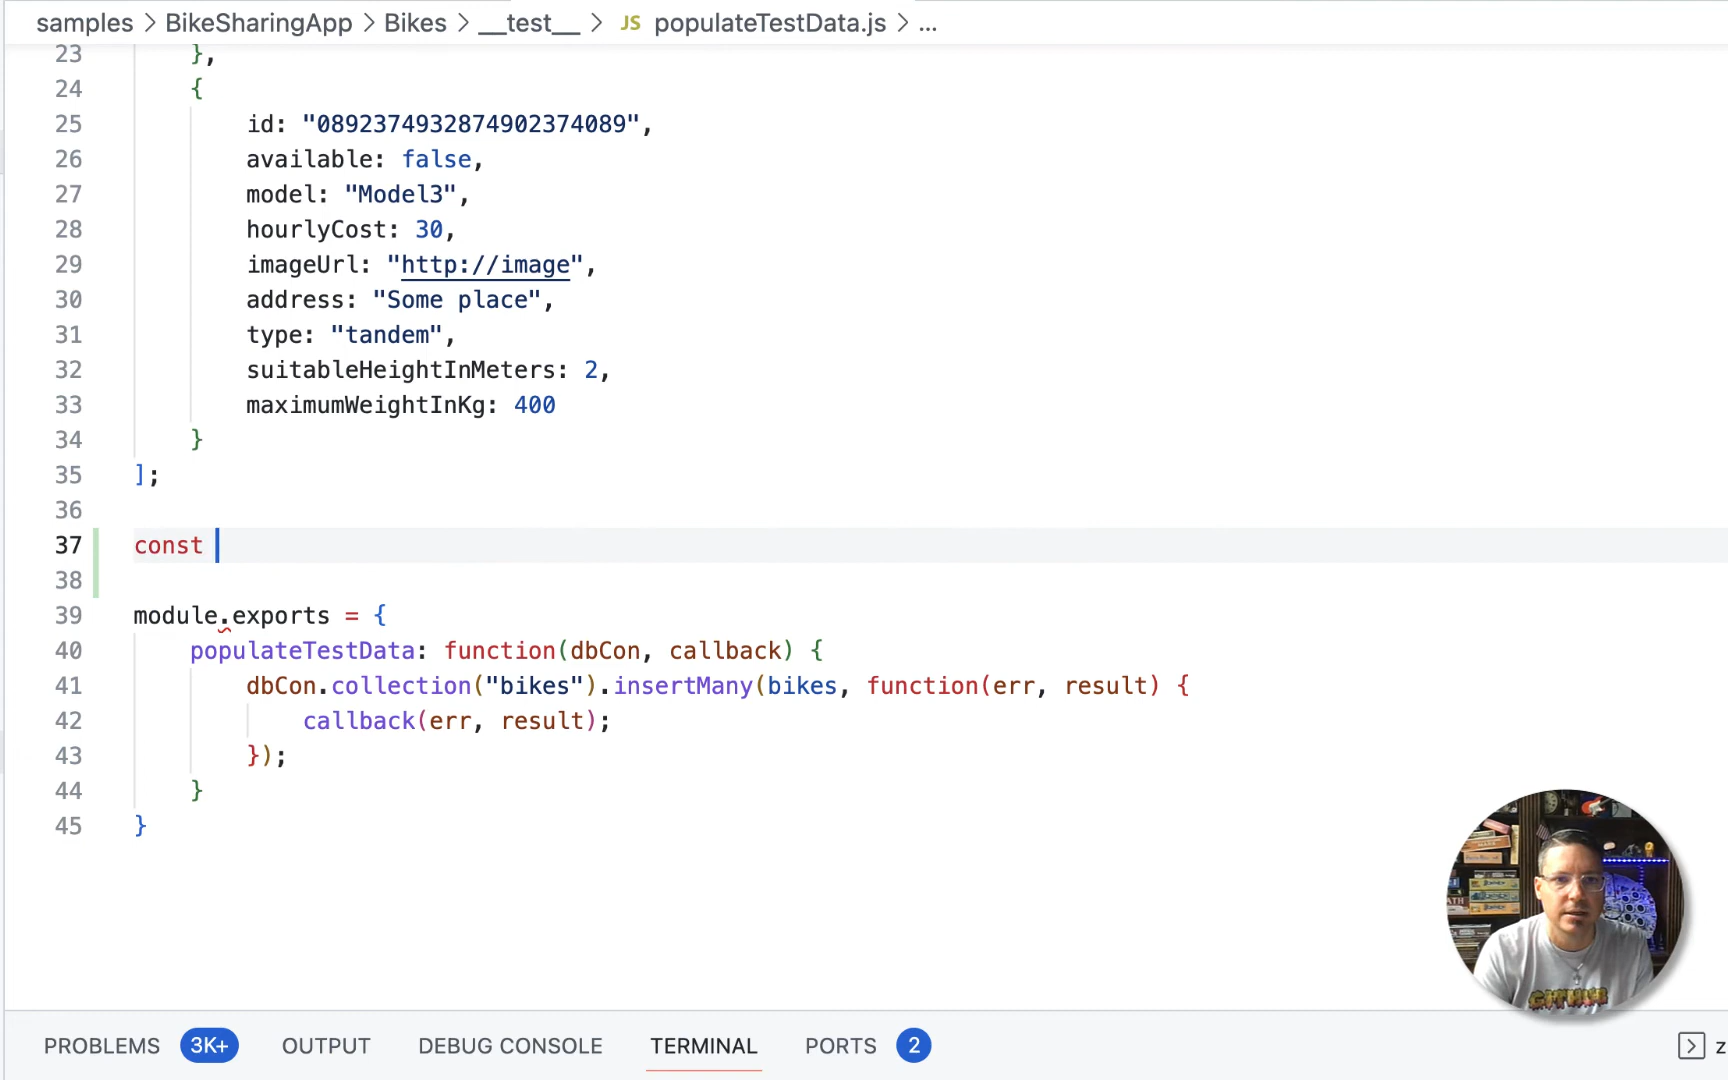 samples > BikeSharingApp > Bikes > __test__ > JS populateTestData.js > ...
23 },
24 {
25 id: "0892374932874902374089",
26 available: false,
27 model: "Model3",
28 hourlyCost: 30,
29 imageUrl: "http://image",
30 address: "Some place",
31 type: "tandem",
32 suitableHeightInMeters: 2,
33 maximumWeightInKg: 400
34 }
35 ];
36
37 const
38
39 module.exports = {
40 populateTestData: function(dbCon, callback) {
41 dbCon.collection("bikes").insertMany(bikes, function(err, result) {
42 callback(err, result);
43 });
44 }
45 }
GITHUB
PROBLEMS 3K+ OUTPUT DEBUG CONSOLE TERMINAL PORTS 2 z